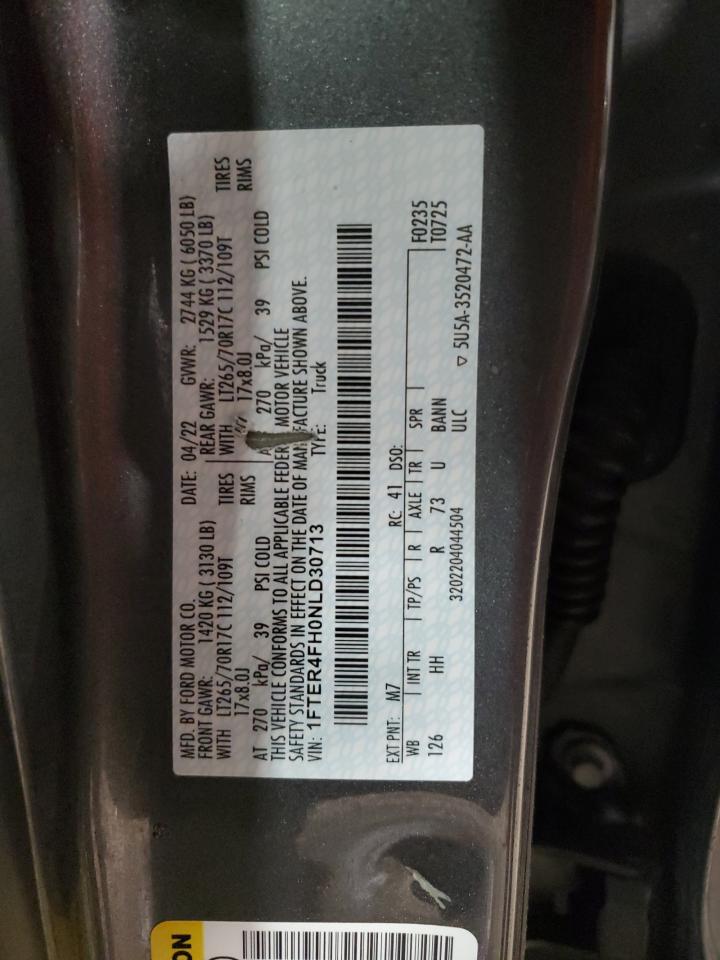 MFD. BY FORD MOTOR CO. DATE: 04/22 GVWR: 2744 KG ( 6050 LB)
FRONT GAWR: 1420 KG ( 3130 LB) REAR GAWR: 1529 KG ( 3370 LB)
WITH LT265/70R17C 112/109T TIRES WITH LT265/70R17C 112/109T TIRES
17x8.0J RIMS 17x8.0J RIMS
AT 270 kPa/ 39 PSI COLD 270 kPa/ 39 PSI COLD
THIS VEHICLE CONFORMS TO ALL APPLICABLE MOTOR VEHICLE
SAFETY STANDARDS IN EFFECT ON THE DATE OF SHOWN ABOVE.
VIN: 1FTER4FH0NLD30713 Truck
EXT PNT: M7 RC: 41 DSO: F0235
WB INT TR TP/PS R AXLE TR SPR T0725
126 HH R 73 U BANN
ULC
3202204044504 ▽ 5U5A-3520472-AA
ON